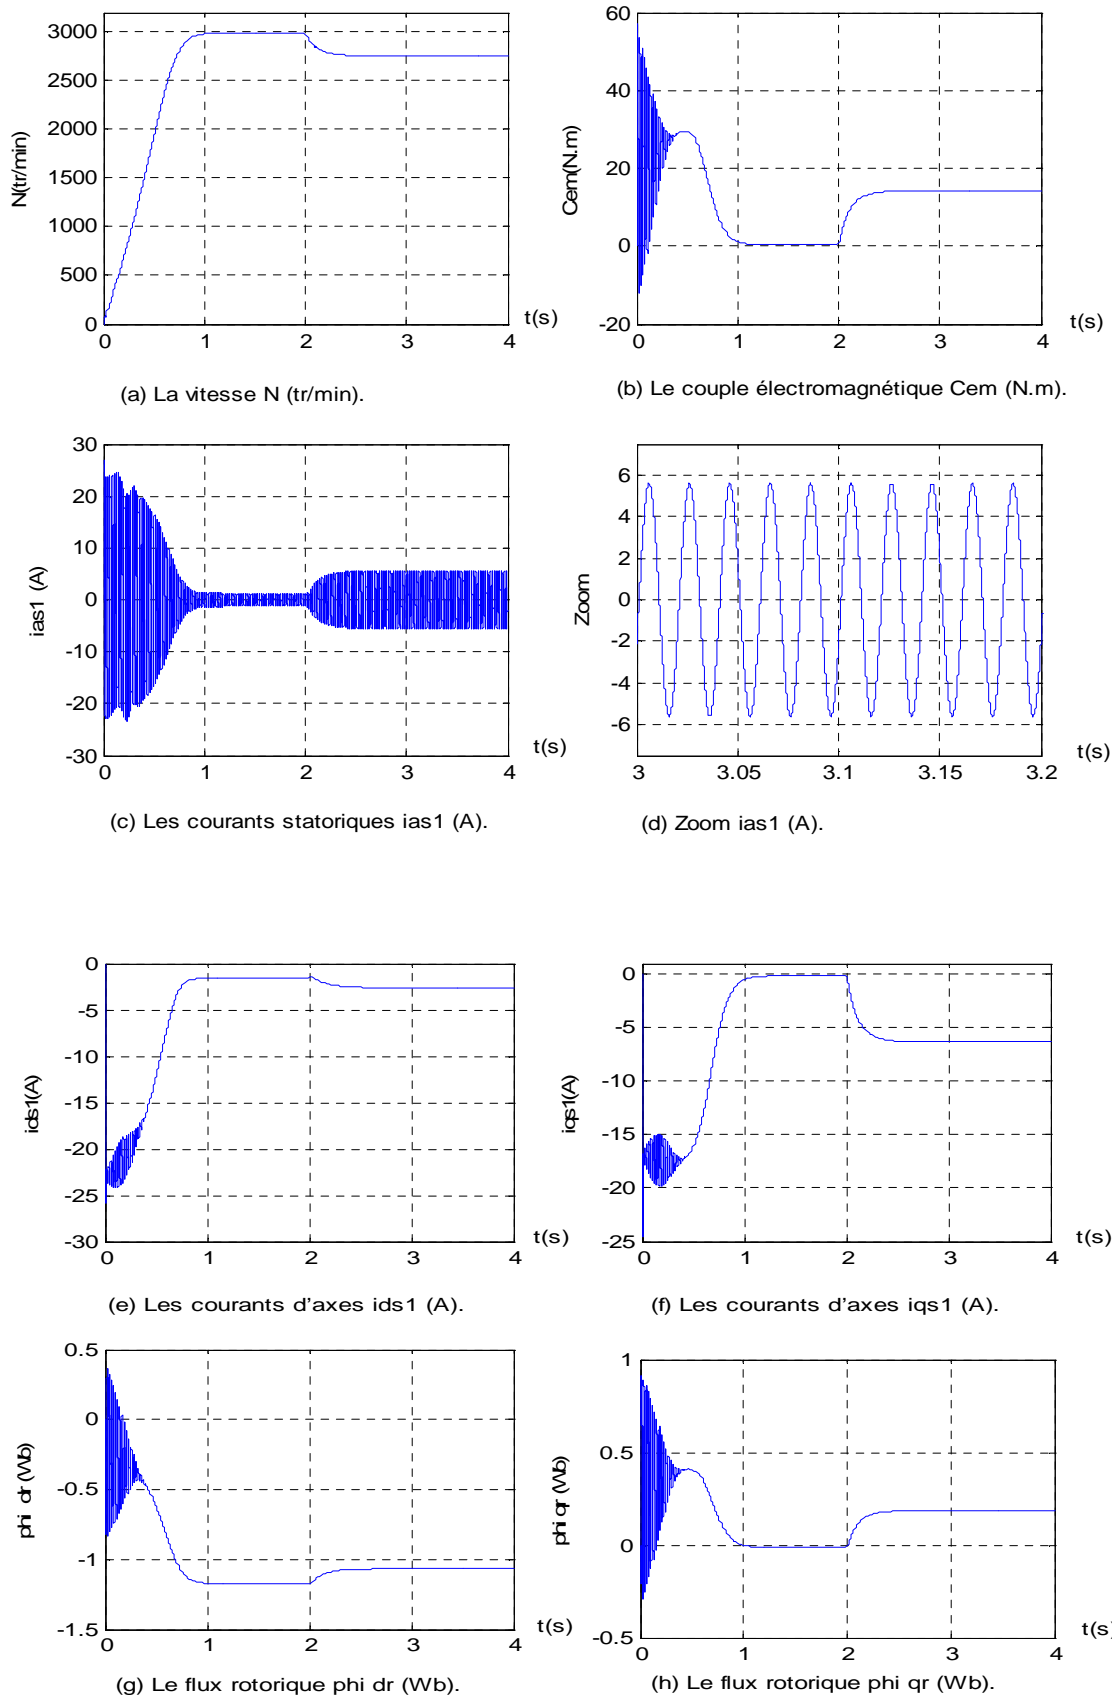 3000
2500
2000
1500
1000
500
0
N(tr/min)
0 1 2 3 4
t(s)
(a) La vitesse N (tr/min).
60
40
20
0
-20
Cem(N.m)
0 1 2 3 4
t(s)
(b) Le couple électromagnétique Cem (N.m).
30
20
10
0
-10
-20
-30
ias1 (A)
0 1 2 3 4
t(s)
(c) Les courants statoriques ias1 (A).
6
4
2
0
-2
-4
-6
Zoom
3 3.05 3.1 3.15 3.2
t(s)
(d) Zoom ias1 (A).
0
-5
-10
-15
-20
-25
-30
ids1(A)
0 1 2 3 4
t(s)
(e) Les courants d'axes ids1 (A).
0
-5
-10
-15
-20
-25
iqs1(A)
0 1 2 3 4
t(s)
(f) Les courants d'axes iqs1 (A).
0.5
0
-0.5
-1
-1.5
phi dr (Wb)
0 1 2 3 4
t(s)
(g) Le flux rotorique phi dr (Wb).
1
0.5
0
-0.5
phi qr (Wb)
0 1 2 3 4
t(s)
(h) Le flux rotorique phi qr (Wb).